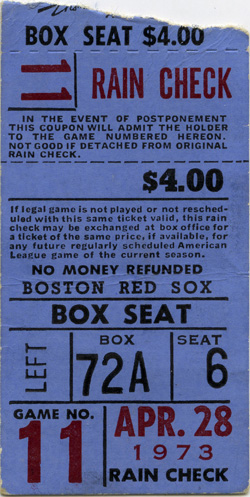 BOX SEAT $4.00
11 RAIN CHECK
IN THE EVENT OF POSTPONEMENT
THIS COUPON WILL ADMIT THE HOLDER
TO THE GAME NUMBERED HEREON.
NOT GOOD IF DETACHED FROM ORIGINAL
RAIN CHECK.
$4.00
If legal game is not played or not resched-
uled with this same ticket valid, this rain
check may be exchanged at box office for
a ticket of the same price, if available, for
any future regularly scheduled American
League game of the current season.
NO MONEY REFUNDED
BOSTON RED SOX
BOX SEAT
LEFT
BOX
72A
SEAT
6
GAME NO.
11
APR. 28
1973
RAIN CHECK